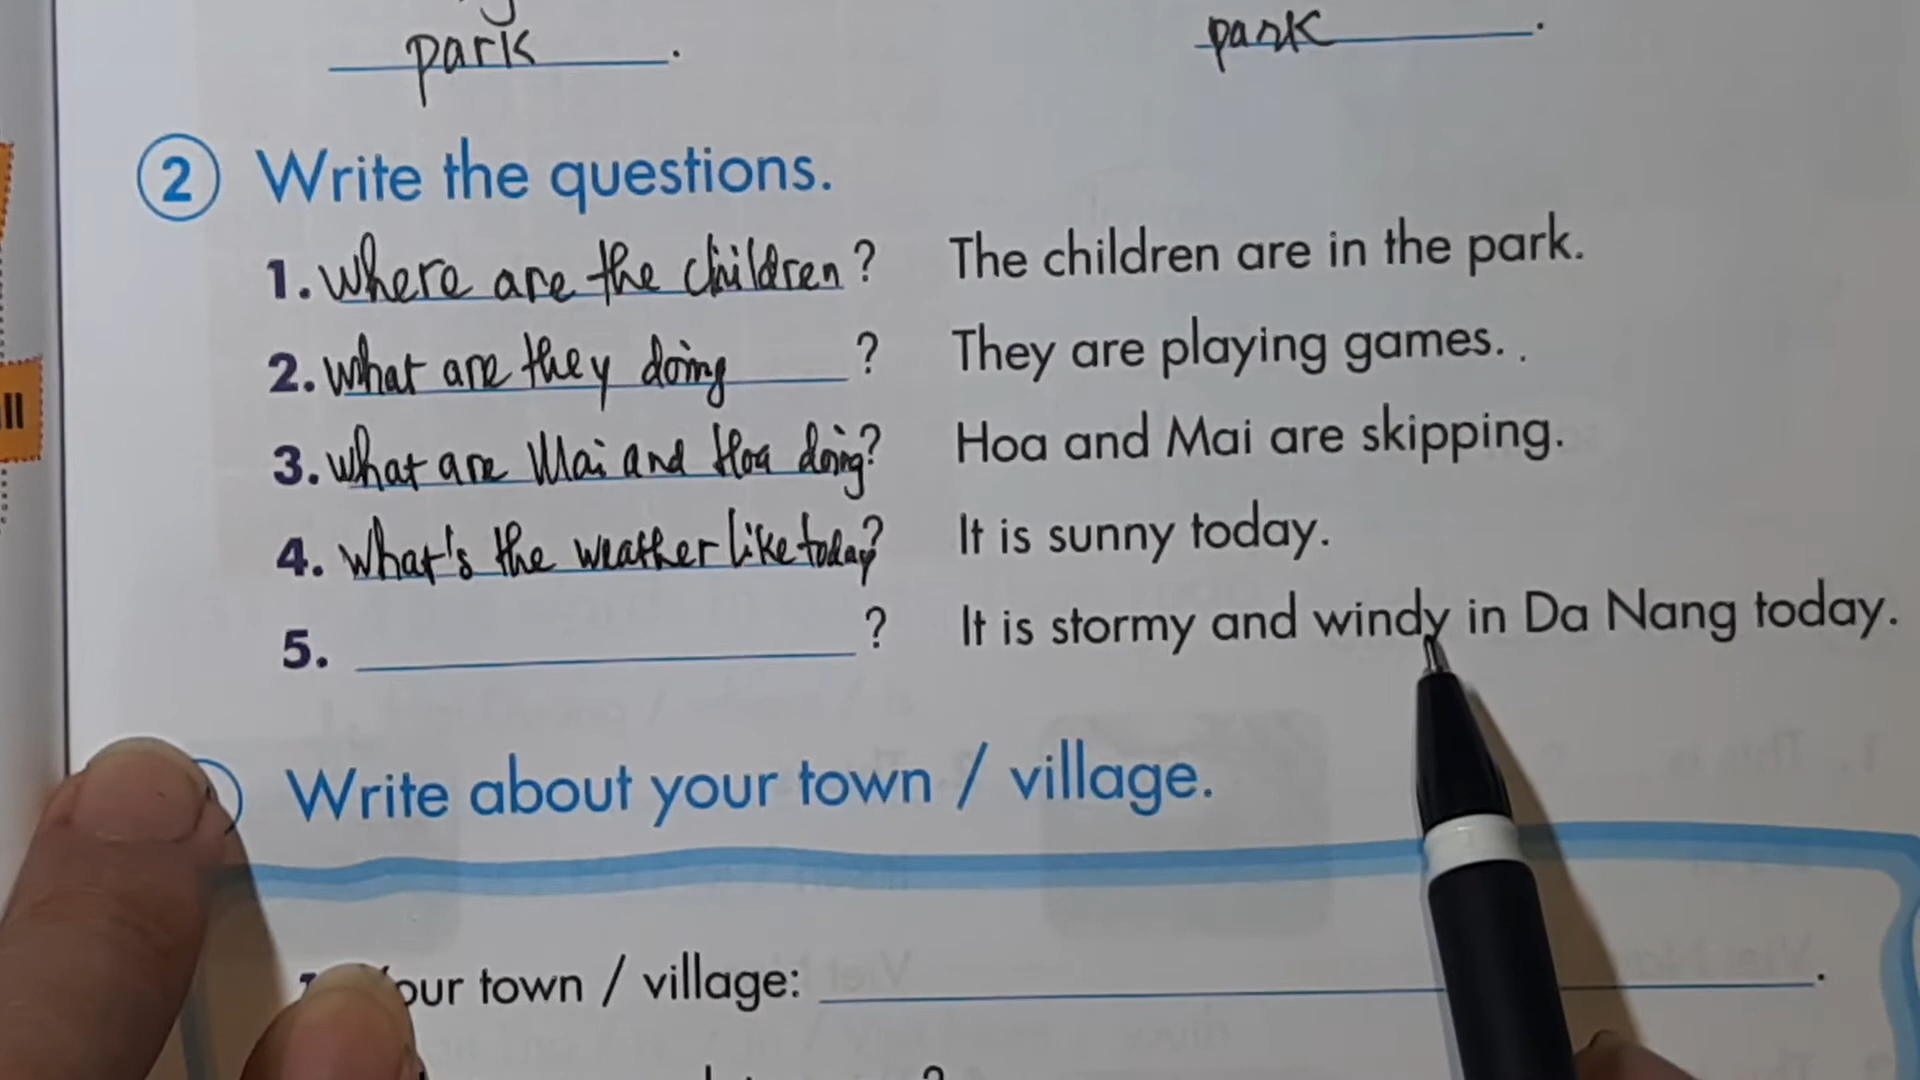 park . park .
2 Write the questions.
1. Where are the children ? The children are in the park.
2. What are they doing ? They are playing games. .
3. What are Mai and Hoa doing? Hoa and Mai are skipping.
4. What's the weather like today? It is sunny today.
5. ? It is stormy and windy in Da Nang today.
Write about your town / village.
our town / village: .